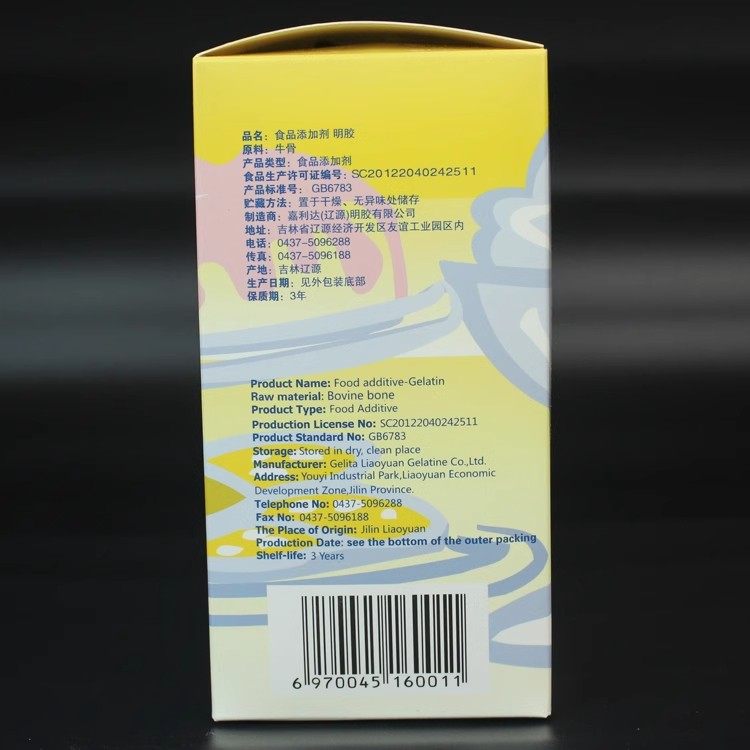 品名：食品添加剂 明胶
原料：牛骨
产品类型：食品添加剂
食品生产许可证编号：SC20122040242511
产品标准号：GB6783
贮藏方法：置于干燥、无异味处储存
制造商：嘉利达(辽源)明胶有限公司
地址：吉林省辽源经济开发区友谊工业园区内
电话：0437-5096288
传真：0437-5096188
产地：吉林辽源
生产日期：见外包装底部
保质期：3年
Product Name: Food additive-Gelatin
Raw material: Bovine bone
Product Type: Food Additive
Production License No: SC20122040242511
Product Standard No: GB6783
Storage: Stored in dry, clean place
Manufacturer: Gelita Liaoyuan Gelatine Co.,Ltd.
Address: Youyi Industrial Park,Liaoyuan Economic
Development Zone,Jilin Province.
Telephone No: 0437-5096288
Fax No: 0437-5096188
The Place of Origin: Jilin Liaoyuan
Production Date: see the bottom of the outer packing
Shelf-life: 3 Years
6 970045 160011